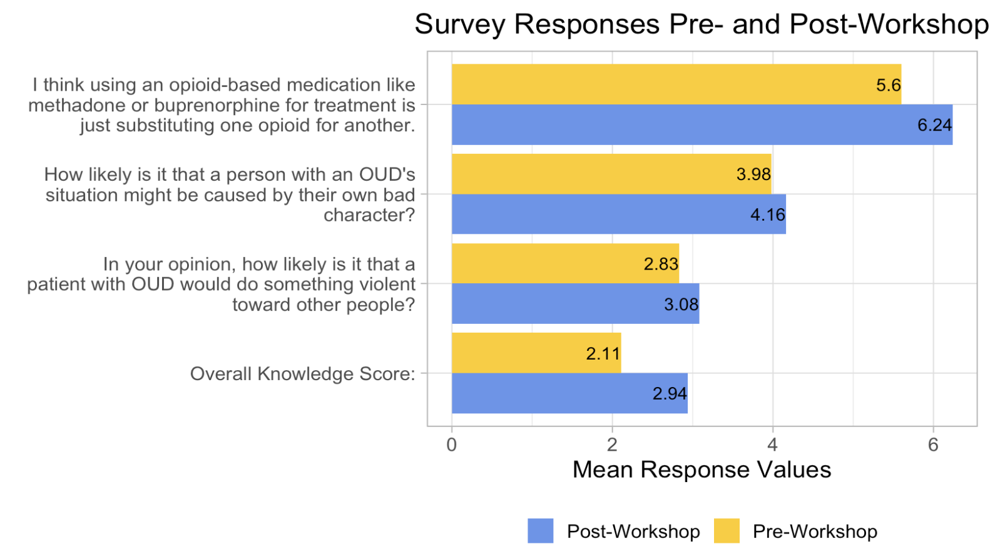 Survey Responses Pre- and Post-Workshop
I think using an opioid-based medication like
methadone or buprenorphine for treatment is
just substituting one opioid for another.
5.6
6.24
How likely is it that a person with an OUD's
situation might be caused by their own bad
character?
3.98
4.16
In your opinion, how likely is it that a
patient with OUD would do something violent
toward other people?
2.83
3.08
Overall Knowledge Score:
2.11
2.94
0 2 4 6
Mean Response Values
Post-Workshop Pre-Workshop